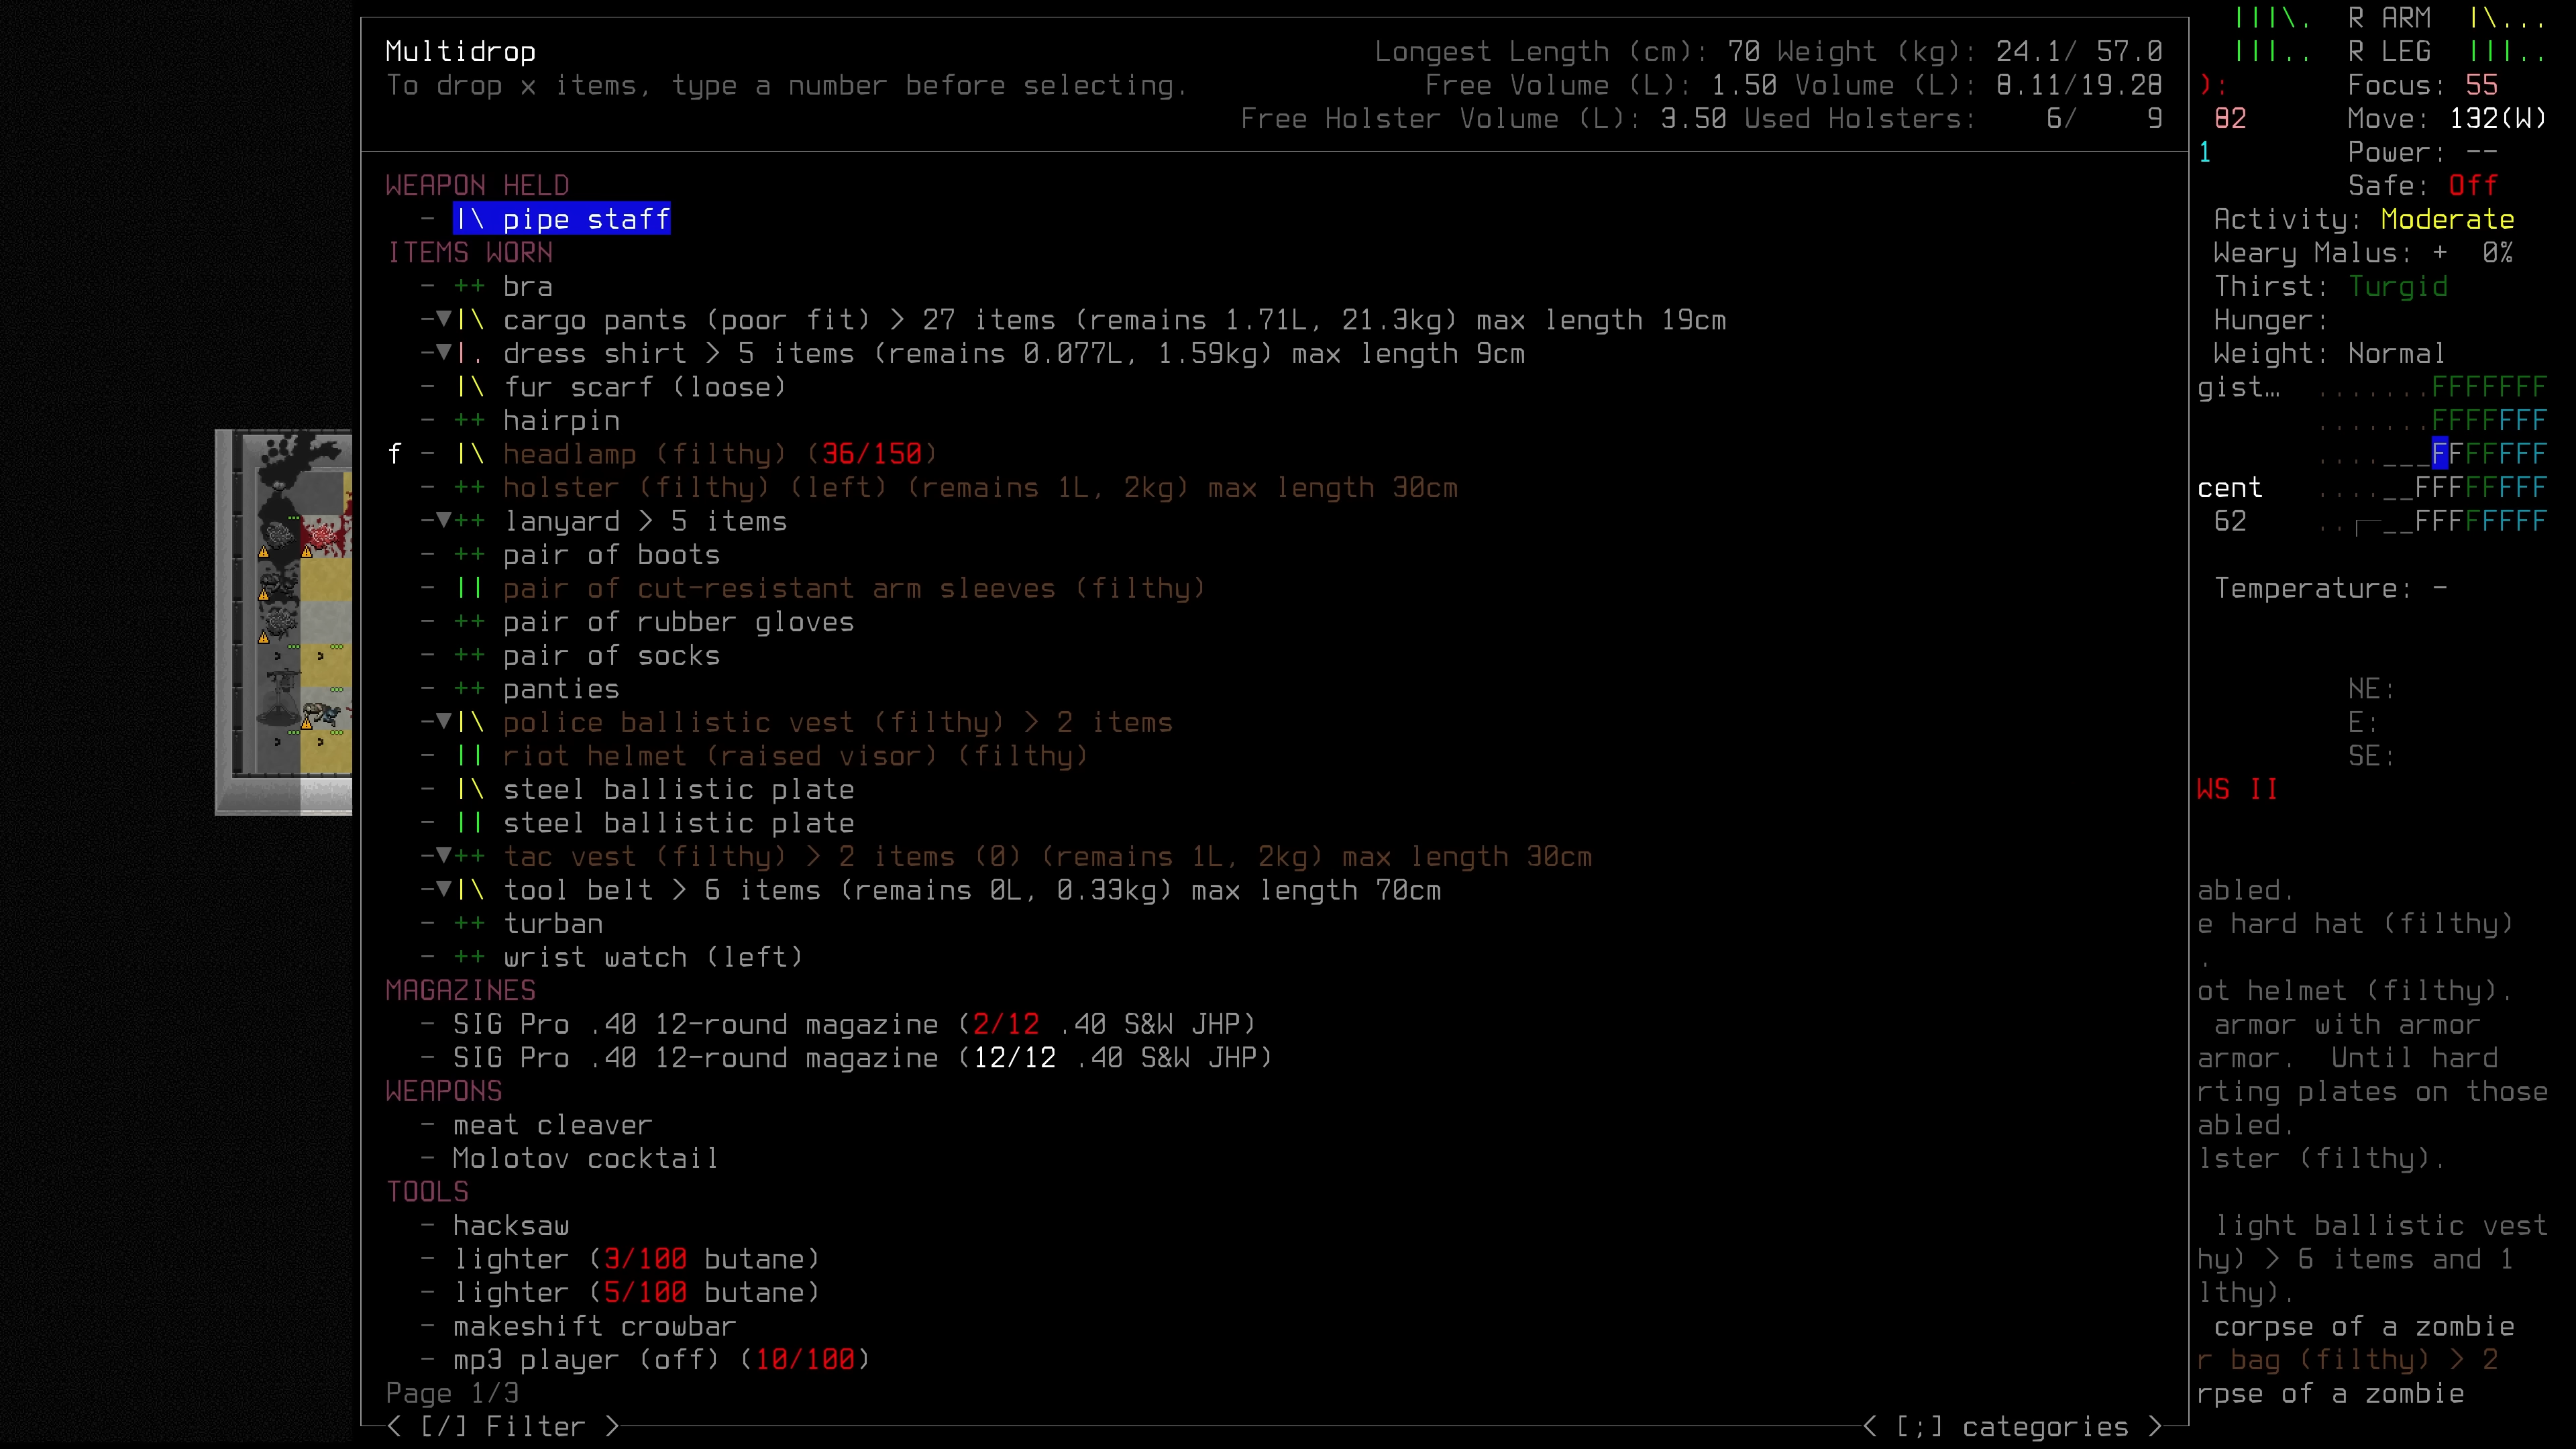 Multidrop
To drop x items, type a number before selecting.
Longest Length (cm): 70 Weight (kg): 24.1/ 57.0
Free Volume (L): 1.50 Volume (L): 8.11/19.28
Free Holster Volume (L): 3.50 Used Holsters: 6/ 9
WEAPON HELD
- |\ pipe staff
ITEMS WORN
- ++ bra
-▼|\ cargo pants (poor fit) > 27 items (remains 1.71L, 21.3kg) max length 19cm
-▼|. dress shirt > 5 items (remains 0.077L, 1.59kg) max length 9cm
- |\ fur scarf (loose)
- ++ hairpin
f - |\ headlamp (filthy) (36/150)
- ++ holster (filthy) (left) (remains 1L, 2kg) max length 30cm
-▼++ lanyard > 5 items
- ++ pair of boots
- || pair of cut-resistant arm sleeves (filthy)
- ++ pair of rubber gloves
- ++ pair of socks
- ++ panties
-▼|\ police ballistic vest (filthy) > 2 items
- || riot helmet (raised visor) (filthy)
- |\ steel ballistic plate
- || steel ballistic plate
-▼++ tac vest (filthy) > 2 items (0) (remains 1L, 2kg) max length 30cm
-▼|\ tool belt > 6 items (remains 0L, 0.33kg) max length 70cm
- ++ turban
- ++ wrist watch (left)
MAGAZINES
- SIG Pro .40 12-round magazine (2/12 .40 S&W JHP)
- SIG Pro .40 12-round magazine (12/12 .40 S&W JHP)
WEAPONS
- meat cleaver
- Molotov cocktail
TOOLS
- hacksaw
- lighter (3/100 butane)
- lighter (5/100 butane)
- makeshift crowbar
- mp3 player (off) (10/100)
Page 1/3
< [/] Filter >
< [;] categories >
|||\. R ARM |\...
|||.. R LEG |||..
): Focus: 55
82 Move: 132(W)
1 Power: --
Safe: Off
Activity: Moderate
Weary Malus: + 0%
Thirst: Turgid
Hunger:
Weight: Normal
gist… .......FFFFFFF
.......FFFFFFF
....___FFFFFFF
cent ....__FFFFFFFF
62 ..┌─__FFFFFFFF
Temperature: -
NE:
E:
SE:
WS II
abled.
e hard hat (filthy)
.
ot helmet (filthy).
armor with armor
armor. Until hard
rting plates on those
abled.
lster (filthy).
light ballistic vest
hy) > 6 items and 1
lthy).
corpse of a zombie
r bag (filthy) > 2
rpse of a zombie